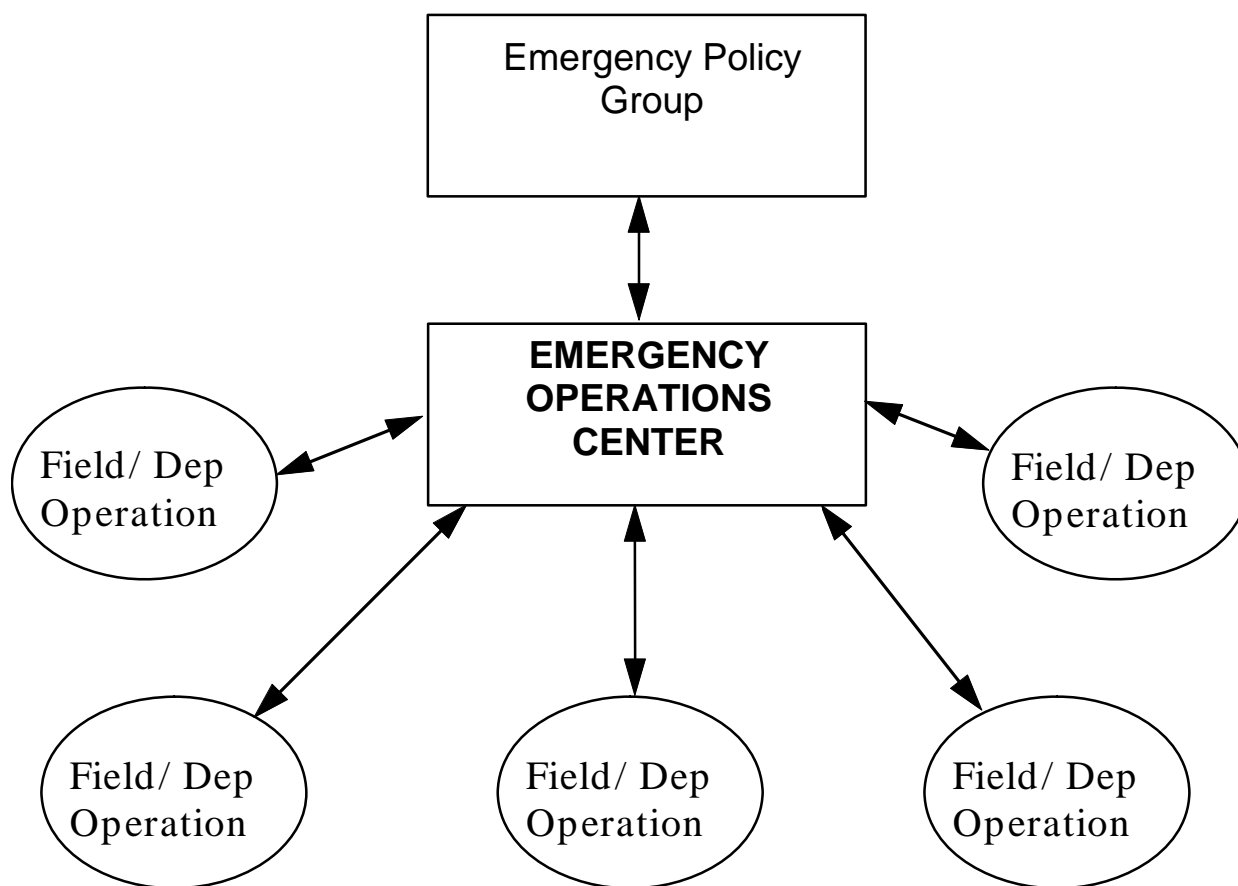 Emergency Policy
Group
EMERGENCY
OPERATIONS
CENTER
Field/ Dep
Operation
Field/ Dep
Operation
Field/ Dep
Operation
Field/ Dep
Operation
Field/ Dep
Operation